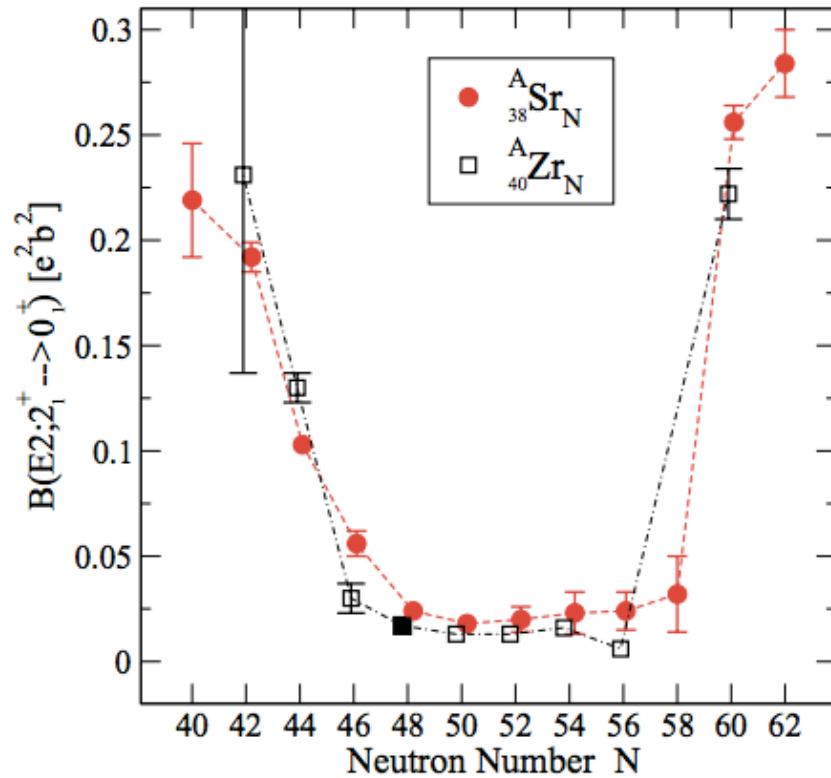 0.3
0.25
0.2
0.15
0.1
0.05
0
B(E2;2₁⁺ -->0₁⁺) [e²b²]
ᴬ₃₈Sr_N
ᴬ₄₀Zr_N
40 42 44 46 48 50 52 54 56 58 60 62
Neutron Number N